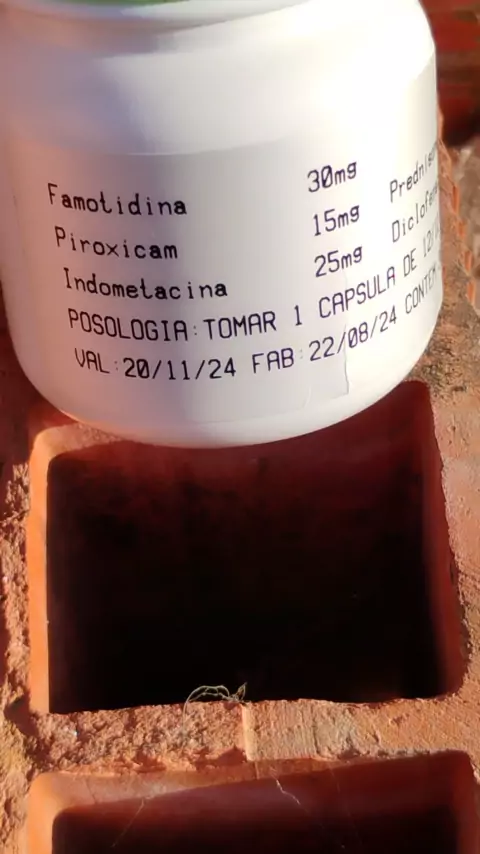 Famotidina 30mg
Piroxicam 15mg
Indometacina 25mg
POSOLOGIA:TOMAR 1 CAPSULA DE
VAL:20/11/24 FAB:22/08/24